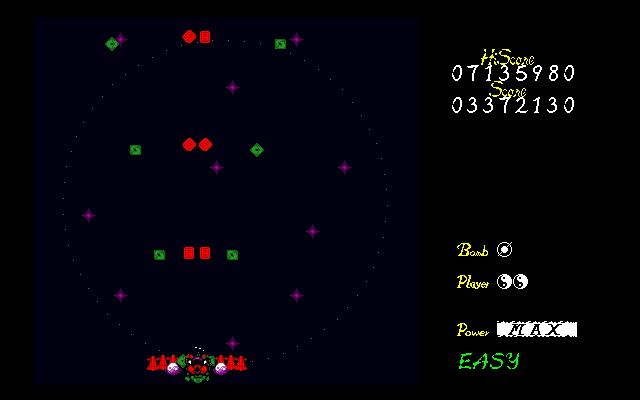 HiScore
07135980
Score
03372130
Bomb
Player
Power MAX
EASY